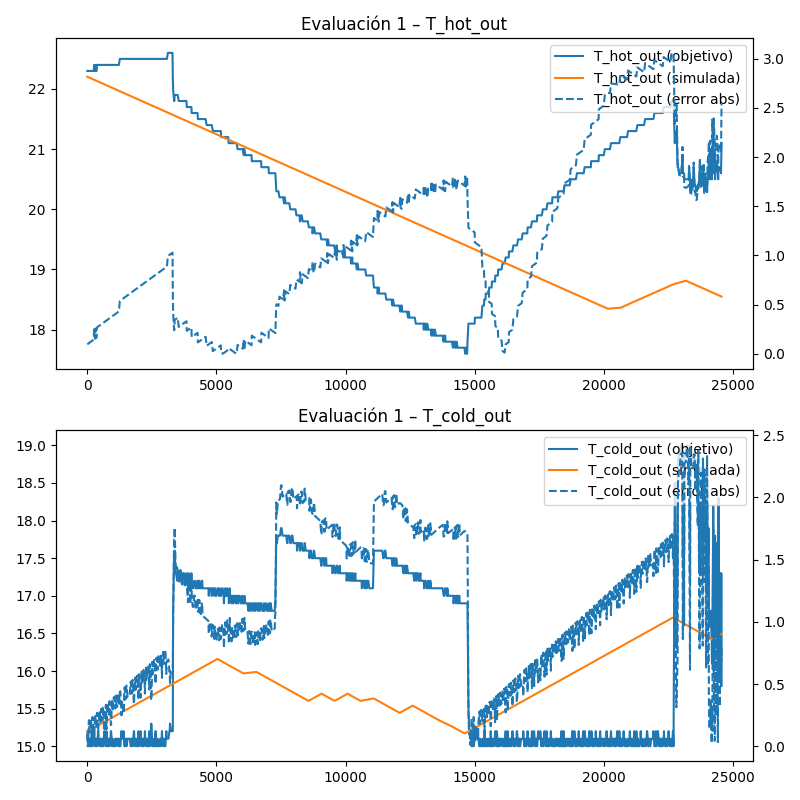 Evaluación 1 – T_hot_out
T_hot_out (objetivo)
T_hot_out (simulada)
T_hot_out (error abs)
22
21
20
19
18
3.0
2.5
2.0
1.5
1.0
0.5
0.0
0 5000 10000 15000 20000 25000
Evaluación 1 – T_cold_out
T_cold_out (objetivo)
T_cold_out (simulada)
T_cold_out (error abs)
19.0
18.5
18.0
17.5
17.0
16.5
16.0
15.5
15.0
2.5
2.0
1.5
1.0
0.5
0.0
0 5000 10000 15000 20000 25000